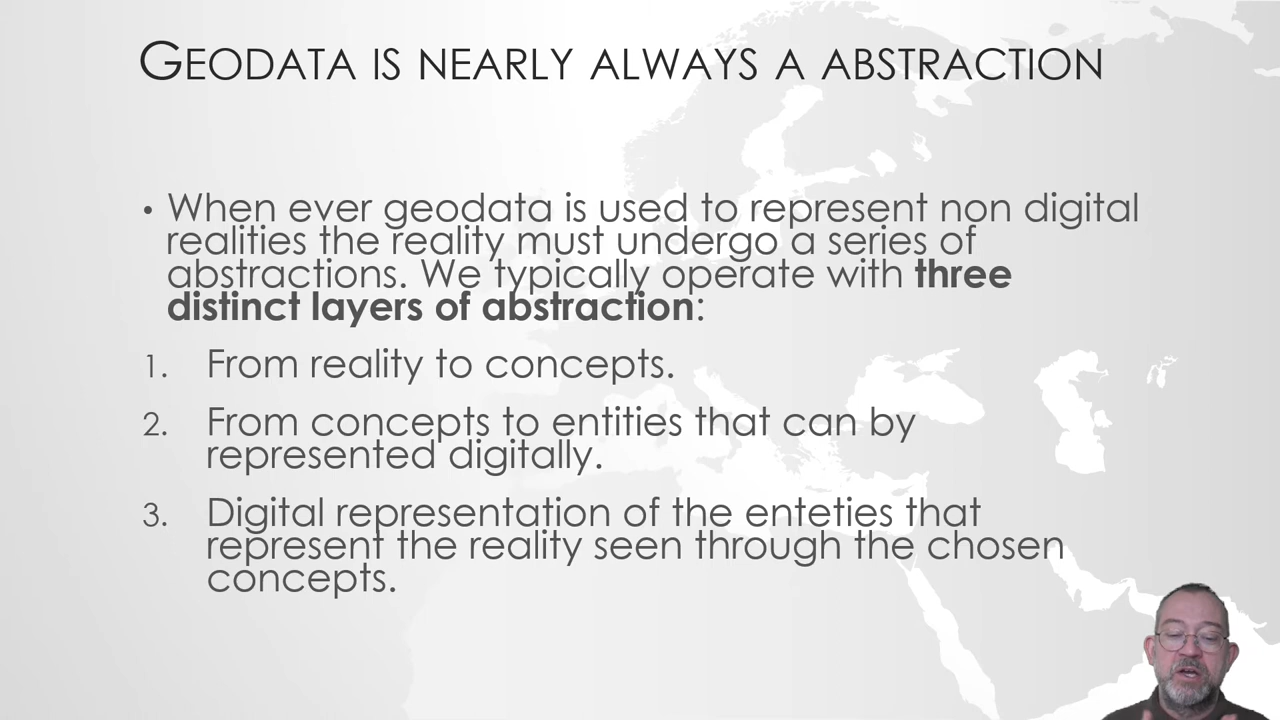 GEODATA IS NEARLY ALWAYS A ABSTRACTION
• When ever geodata is used to represent non digital
realities the reality must undergo a series of
abstractions. We typically operate with three
distinct layers of abstraction:
1. From reality to concepts.
2. From concepts to entities that can by
represented digitally.
3. Digital representation of the enteties that
represent the reality seen through the chosen
concepts.